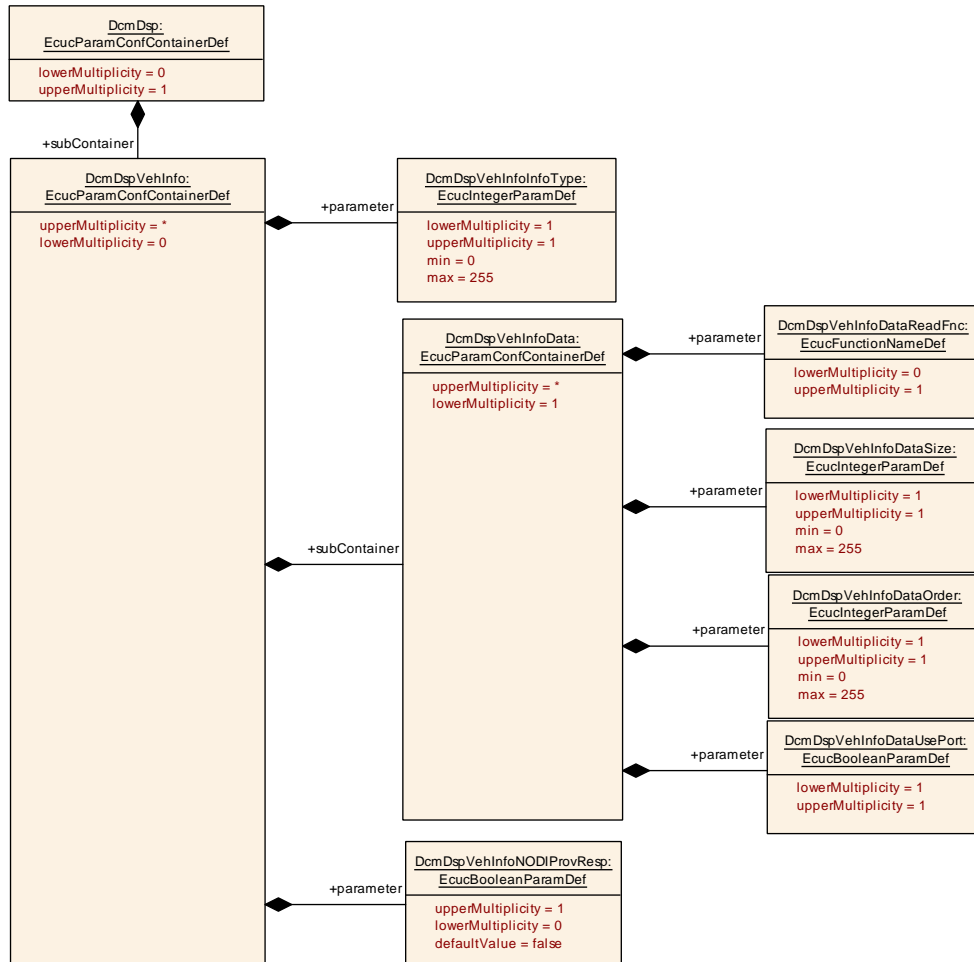 DcmDsp:
EcucParamConfContainerDef
lowerMultiplicity = 0
upperMultiplicity = 1
+subContainer
DcmDspVehInfo:
EcucParamConfContainerDef
upperMultiplicity = *
lowerMultiplicity = 0
+parameter
DcmDspVehInfoInfoType:
EcucIntegerParamDef
lowerMultiplicity = 1
upperMultiplicity = 1
min = 0
max = 255
+subContainer
DcmDspVehInfoData:
EcucParamConfContainerDef
upperMultiplicity = *
lowerMultiplicity = 1
+parameter
DcmDspVehInfoDataReadFnc:
EcucFunctionNameDef
lowerMultiplicity = 0
upperMultiplicity = 1
+parameter
DcmDspVehInfoDataSize:
EcucIntegerParamDef
lowerMultiplicity = 1
upperMultiplicity = 1
min = 0
max = 255
+parameter
DcmDspVehInfoDataOrder:
EcucIntegerParamDef
lowerMultiplicity = 1
upperMultiplicity = 1
min = 0
max = 255
+parameter
DcmDspVehInfoDataUsePort:
EcucBooleanParamDef
lowerMultiplicity = 1
upperMultiplicity = 1
+parameter
DcmDspVehInfoNODIProvResp:
EcucBooleanParamDef
upperMultiplicity = 1
lowerMultiplicity = 0
defaultValue = false